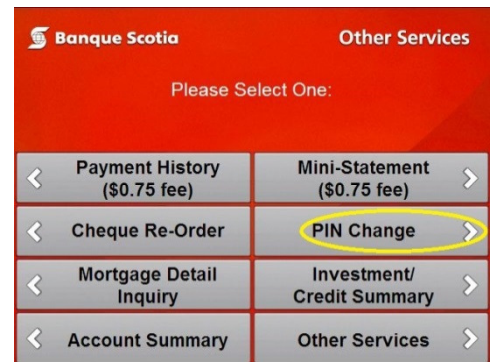 Banque Scotia
Other Services
Please Select One:
Payment History
($0.75 fee)
Mini-Statement
($0.75 fee)
Cheque Re-Order
PIN Change
Mortgage Detail
Inquiry
Investment/
Credit Summary
Account Summary
Other Services